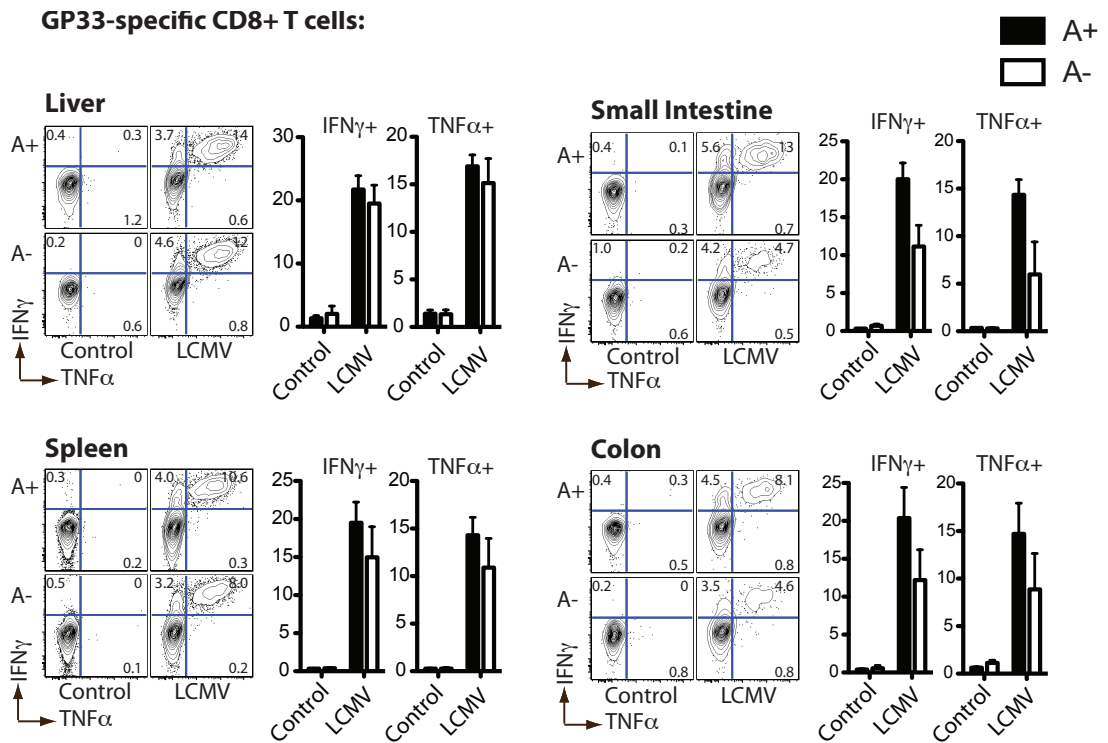 GP33-specific CD8+ T cells:
A+
A-
Liver
A+
0.4 0.3 3.7 14
1.2 0.6
A-
0.2 0 4.6 12
0.6 0.8
IFNγ
TNFα
Control LCMV
IFNγ+
30
20
10
0
Control
LCMV
TNFα+
20
15
10
5
0
Control
LCMV
Small Intestine
A+
0.4 0.1 5.6 13
0.3 0.7
A-
1.0 0.2 4.2 4.7
0.6 0.5
IFNγ
TNFα
Control LCMV
IFNγ+
25
20
15
10
5
0
Control
LCMV
TNFα+
20
15
10
5
0
Control
LCMV
Spleen
A+
0.3 0 4.0 10.6
0.2 0.3
A-
0.5 0 3.2 8.0
0.1 0.2
IFNγ
TNFα
Control LCMV
IFNγ+
25
20
15
10
5
0
Control
LCMV
TNFα+
20
15
10
5
0
Control
LCMV
Colon
A+
0.4 0.3 4.5 8.1
0.5 0.8
A-
0.2 0 3.5 4.6
0.8 0.8
IFNγ
TNFα
Control LCMV
IFNγ+
25
20
15
10
5
0
Control
LCMV
TNFα+
20
15
10
5
0
Control
LCMV